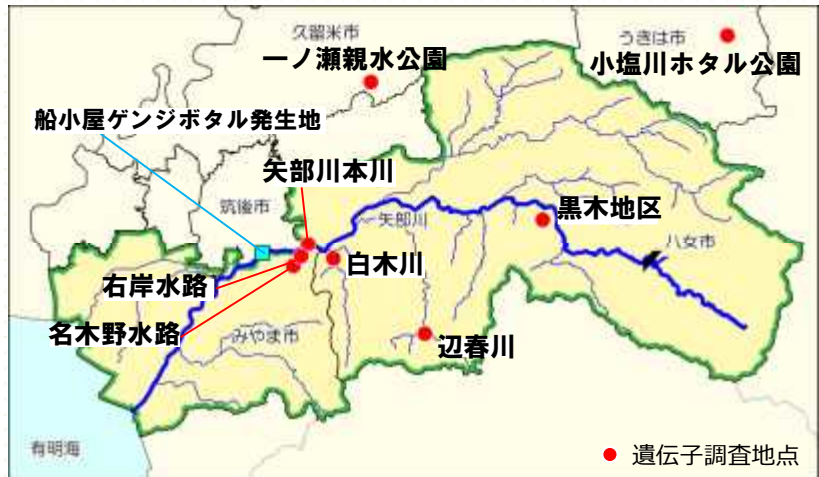 久留米市
うきは市
一ノ瀬親水公園
小塩川ホタル公園
船小屋ゲンジボタル発生地
矢部川本川
筑後市
矢部川
黒木地区
八女市
白木川
右岸水路
名木野水路
みやま市
辺春川
有明海
遺伝子調査地点